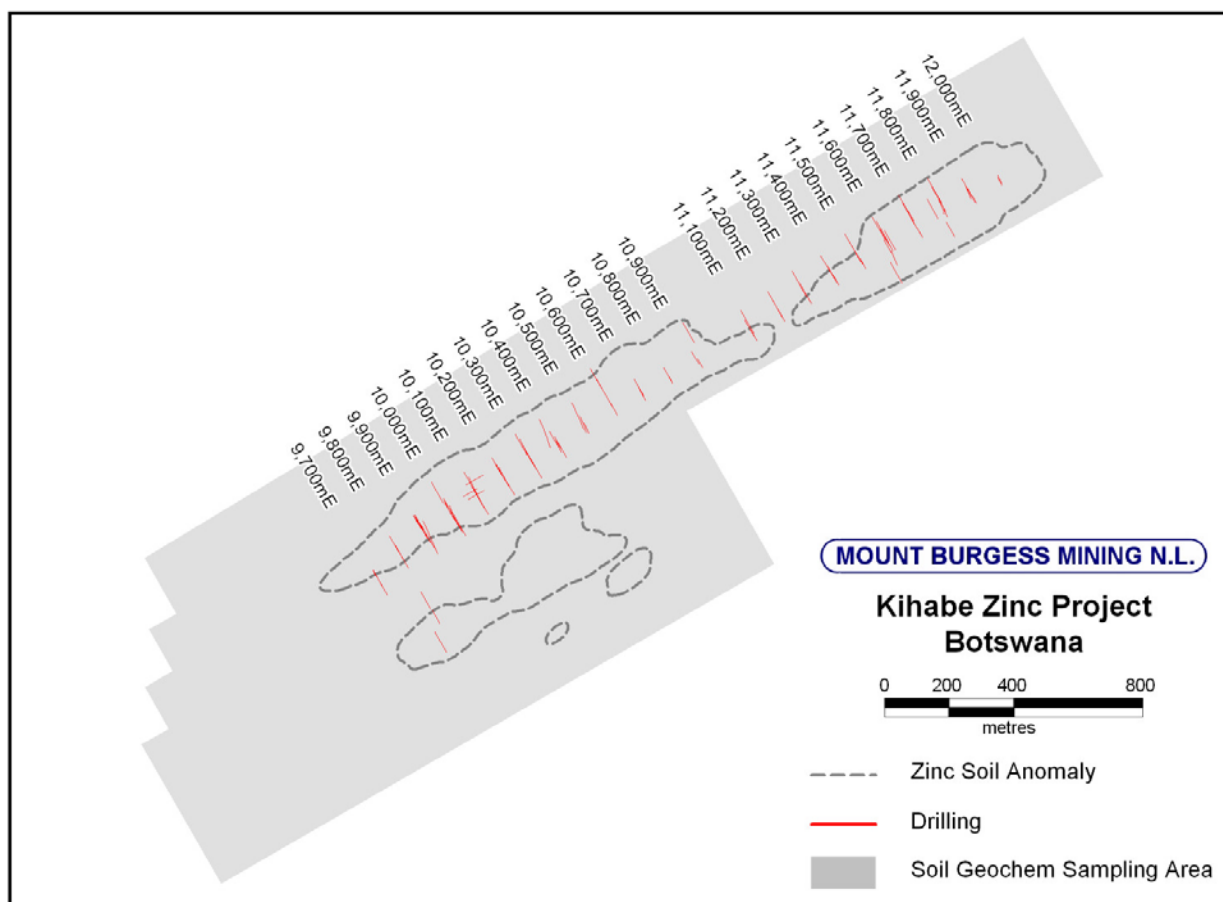 9,700mE
9,800mE
9,900mE
10,000mE
10,100mE
10,200mE
10,300mE
10,400mE
10,500mE
10,600mE
10,700mE
10,800mE
10,900mE
11,100mE
11,200mE
11,300mE
11,400mE
11,500mE
11,600mE
11,700mE
11,800mE
11,900mE
12,000mE
MOUNT BURGESS MINING N.L.
Kihabe Zinc Project
Botswana
0 200 400 800
metres
Zinc Soil Anomaly
Drilling
Soil Geochem Sampling Area